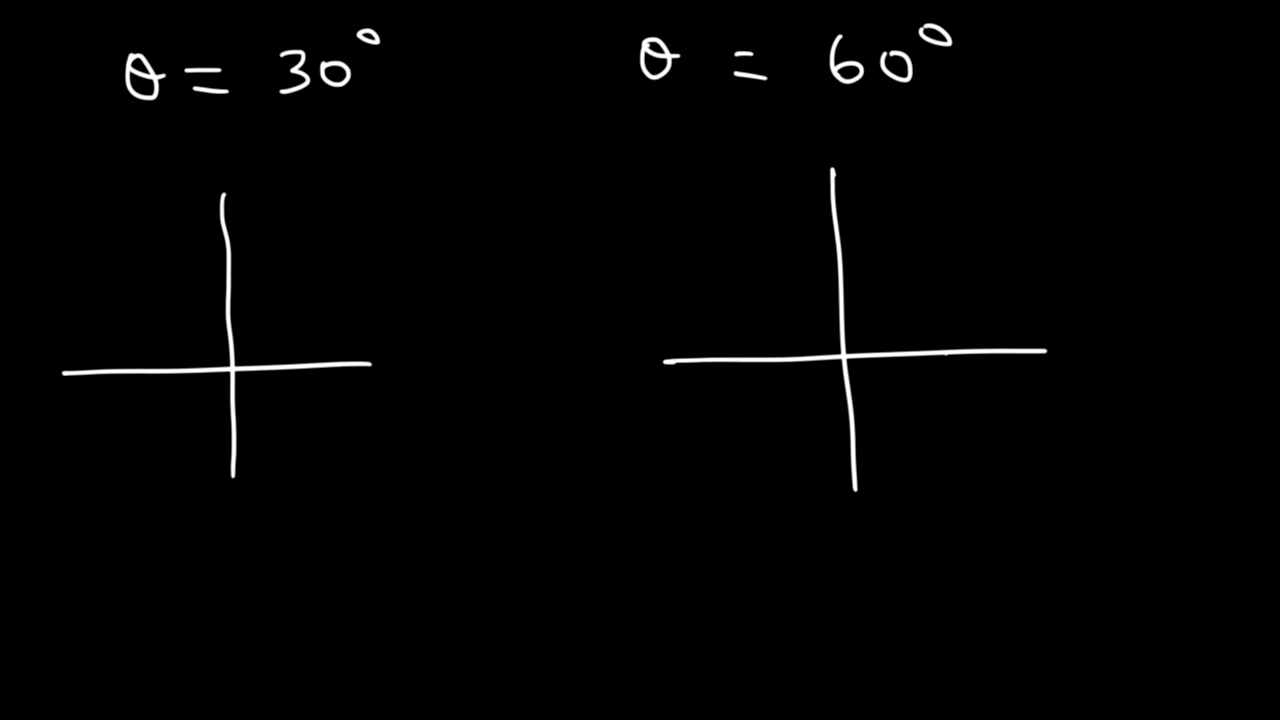 θ = 30° θ = 60°